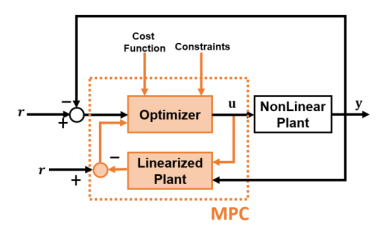 Cost
Function
Constraints
−
r
+
Optimizer
u
NonLinear
Plant
y
−
r
+
Linearized
Plant
MPC